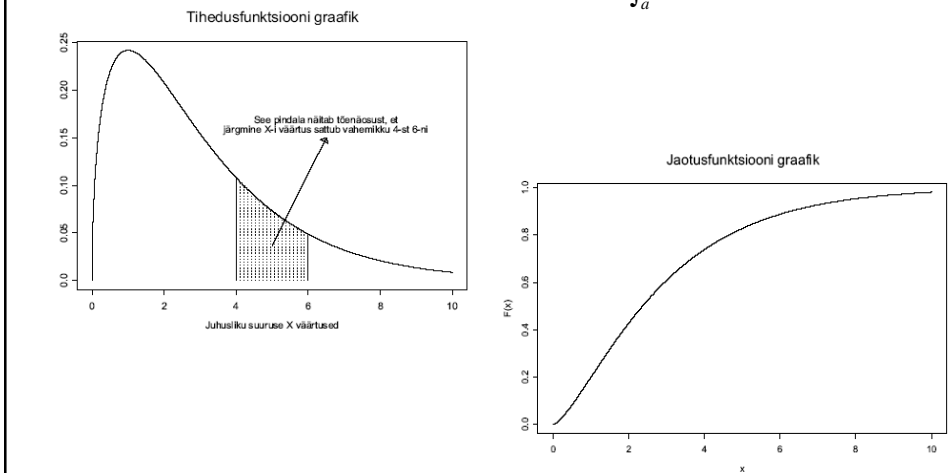 ∫a
Tihedusfunktsiooni graafik
0.25
0.20
0.15
0.10
0.05
0.0
See pindala näitab tõenäosust, et
järgmine X-i väärtus sattub vahemikku 4-st 6-ni
0 2 4 6 8 10
Juhusliku suuruse X väärtused
Jaotusfunktsiooni graafik
1.0
0.8
0.6
0.4
0.2
0.0
F(x)
0 2 4 6 8 10
x